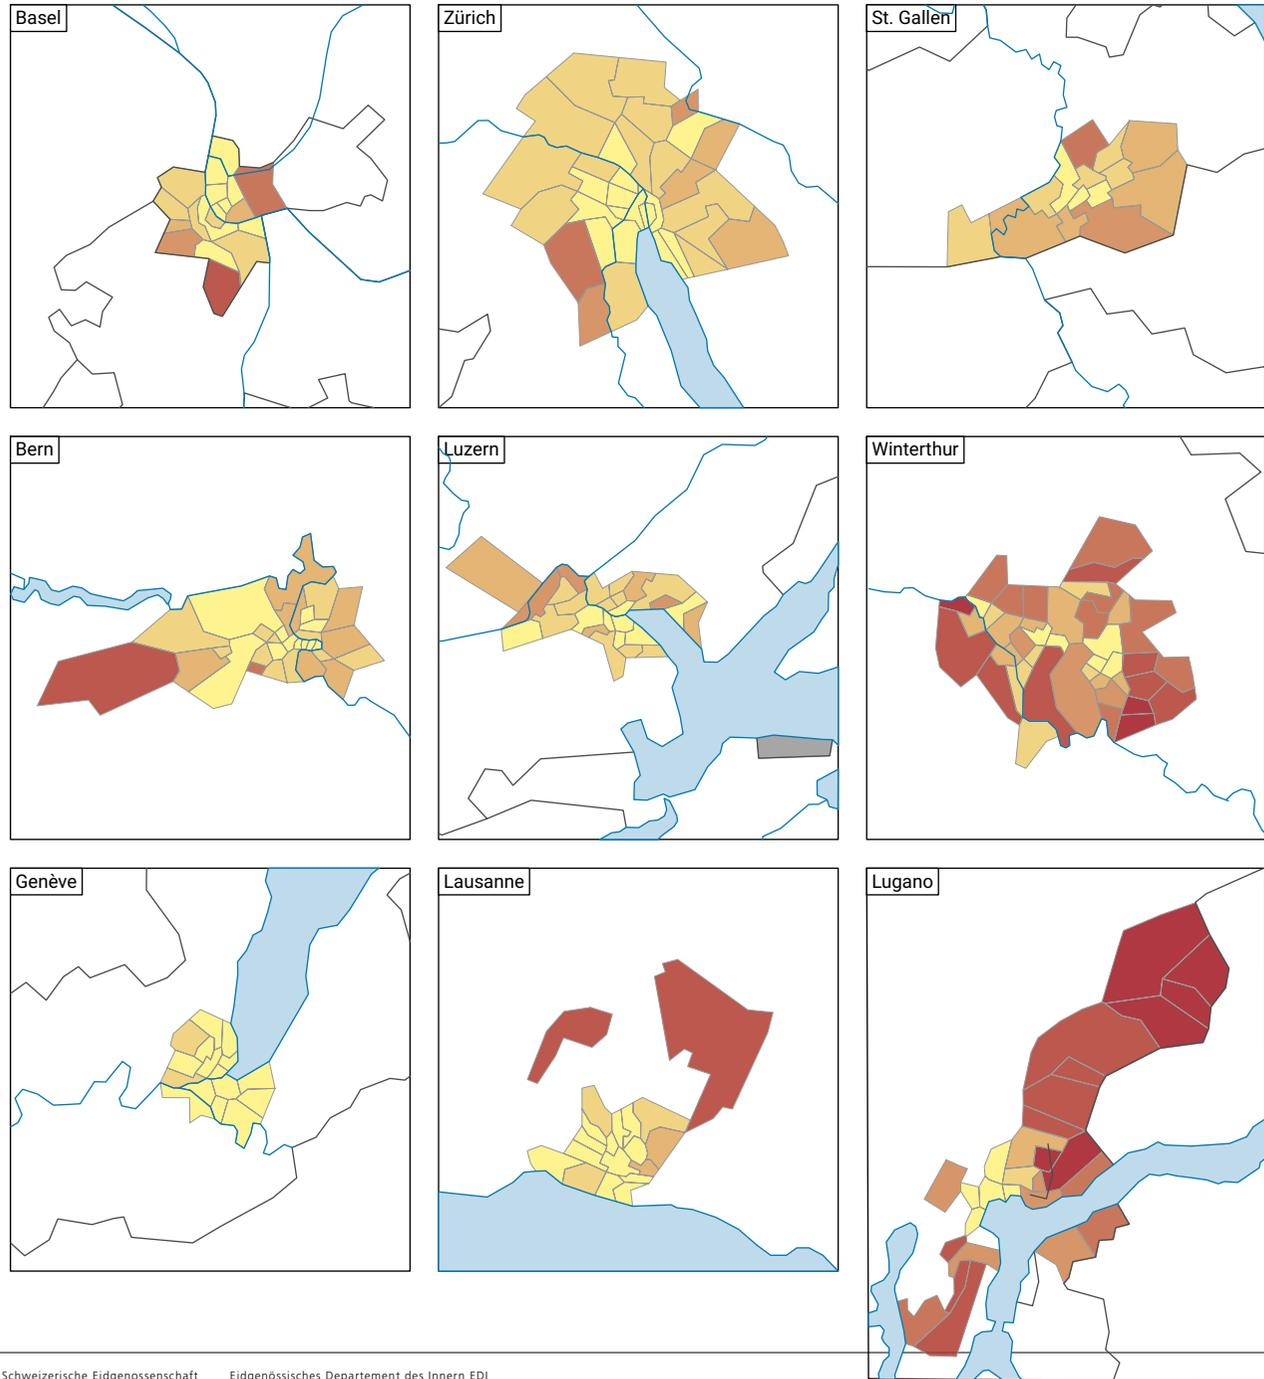 Basel
Zürich
St. Gallen
Bern
Luzern
Winterthur
Genève
Lausanne
Lugano
Schweizerische Eidgenossenschaft
Eidgenössisches Departement des Innern EDI